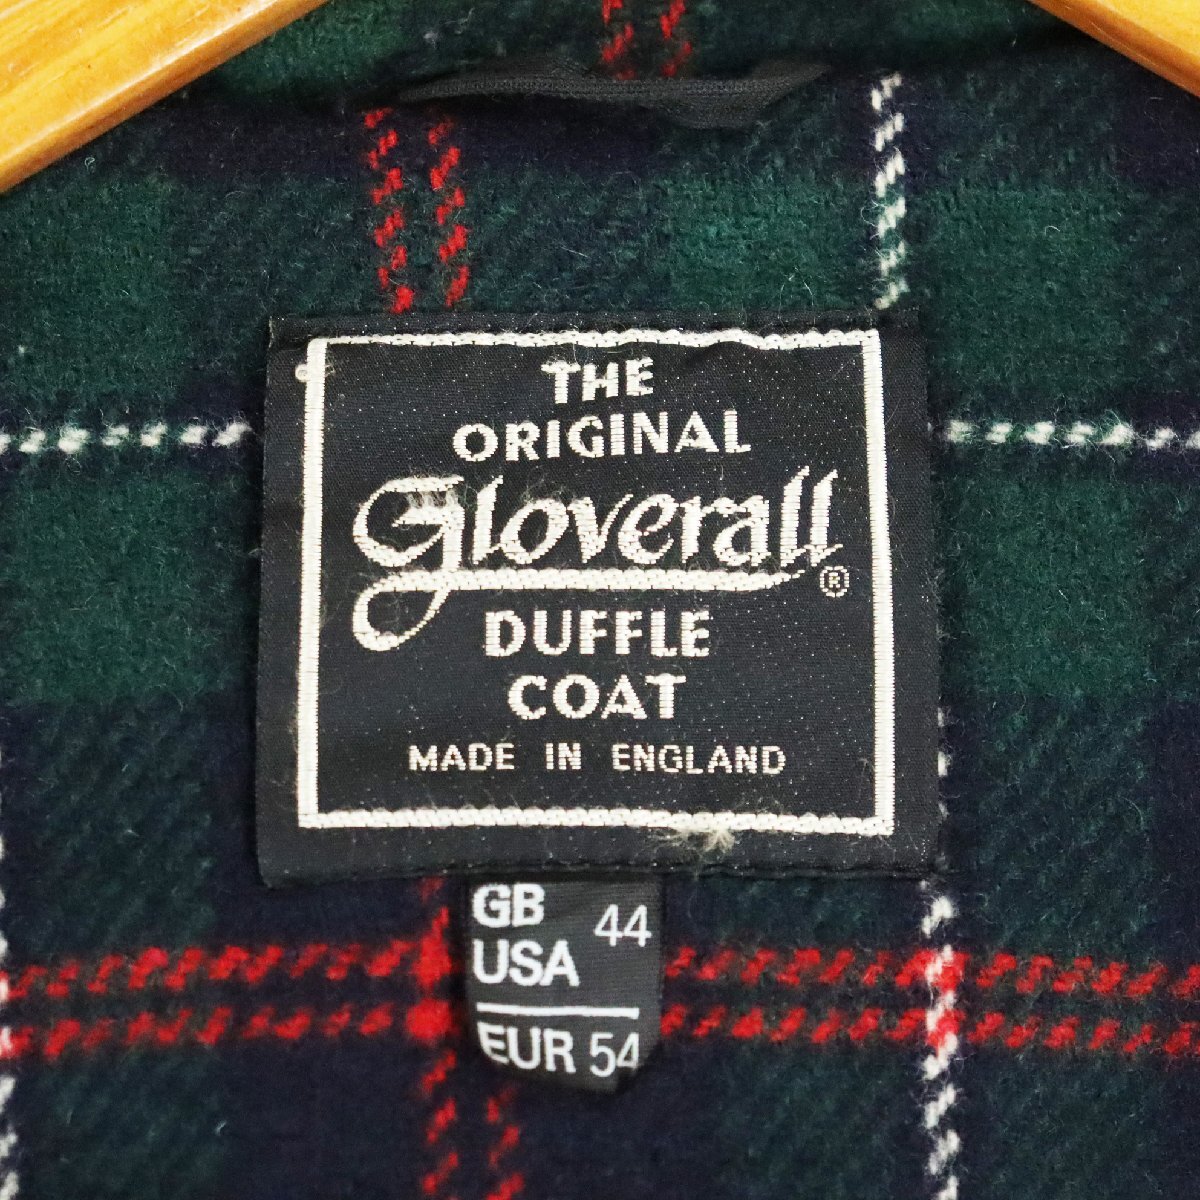 THE
ORIGINAL
Gloverall ®
DUFFLE
COAT
MADE IN ENGLAND
GB
USA 44
EUR 54